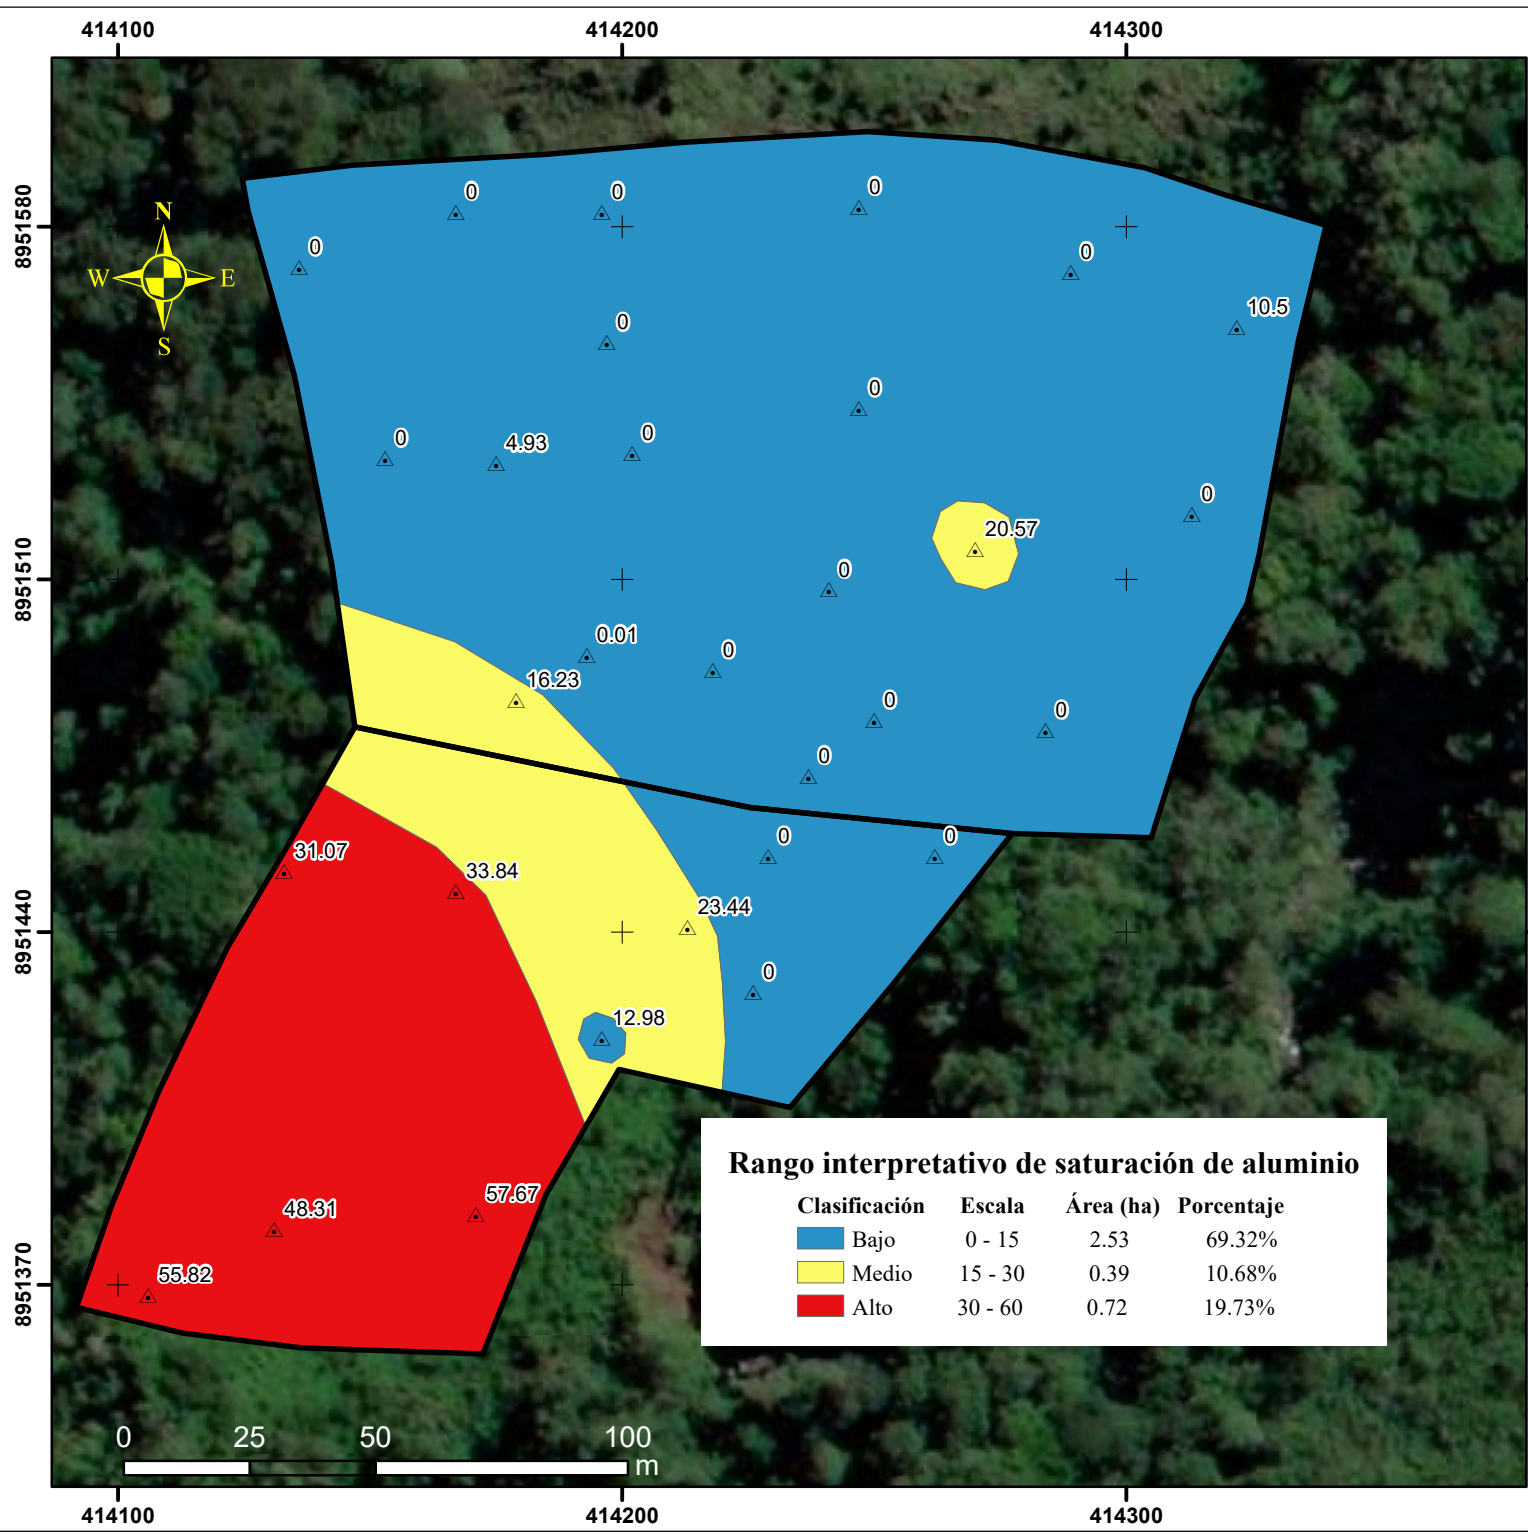 414100 414200 414300
8951580
8951510
8951440
8951370
N
W E
S
0
0
0
0
0
0
10.5
0
0
0
4.93
0
0
20.57
0
0.01
0
16.23
0
0
0
0
0
31.07
33.84
23.44
0
12.98
57.67
48.31
55.82
Rango interpretativo de saturación de aluminio
Clasificación Escala Área (ha) Porcentaje
Bajo 0 - 15 2.53 69.32%
Medio 15 - 30 0.39 10.68%
Alto 30 - 60 0.72 19.73%
0 25 50 100
m
414100 414200 414300